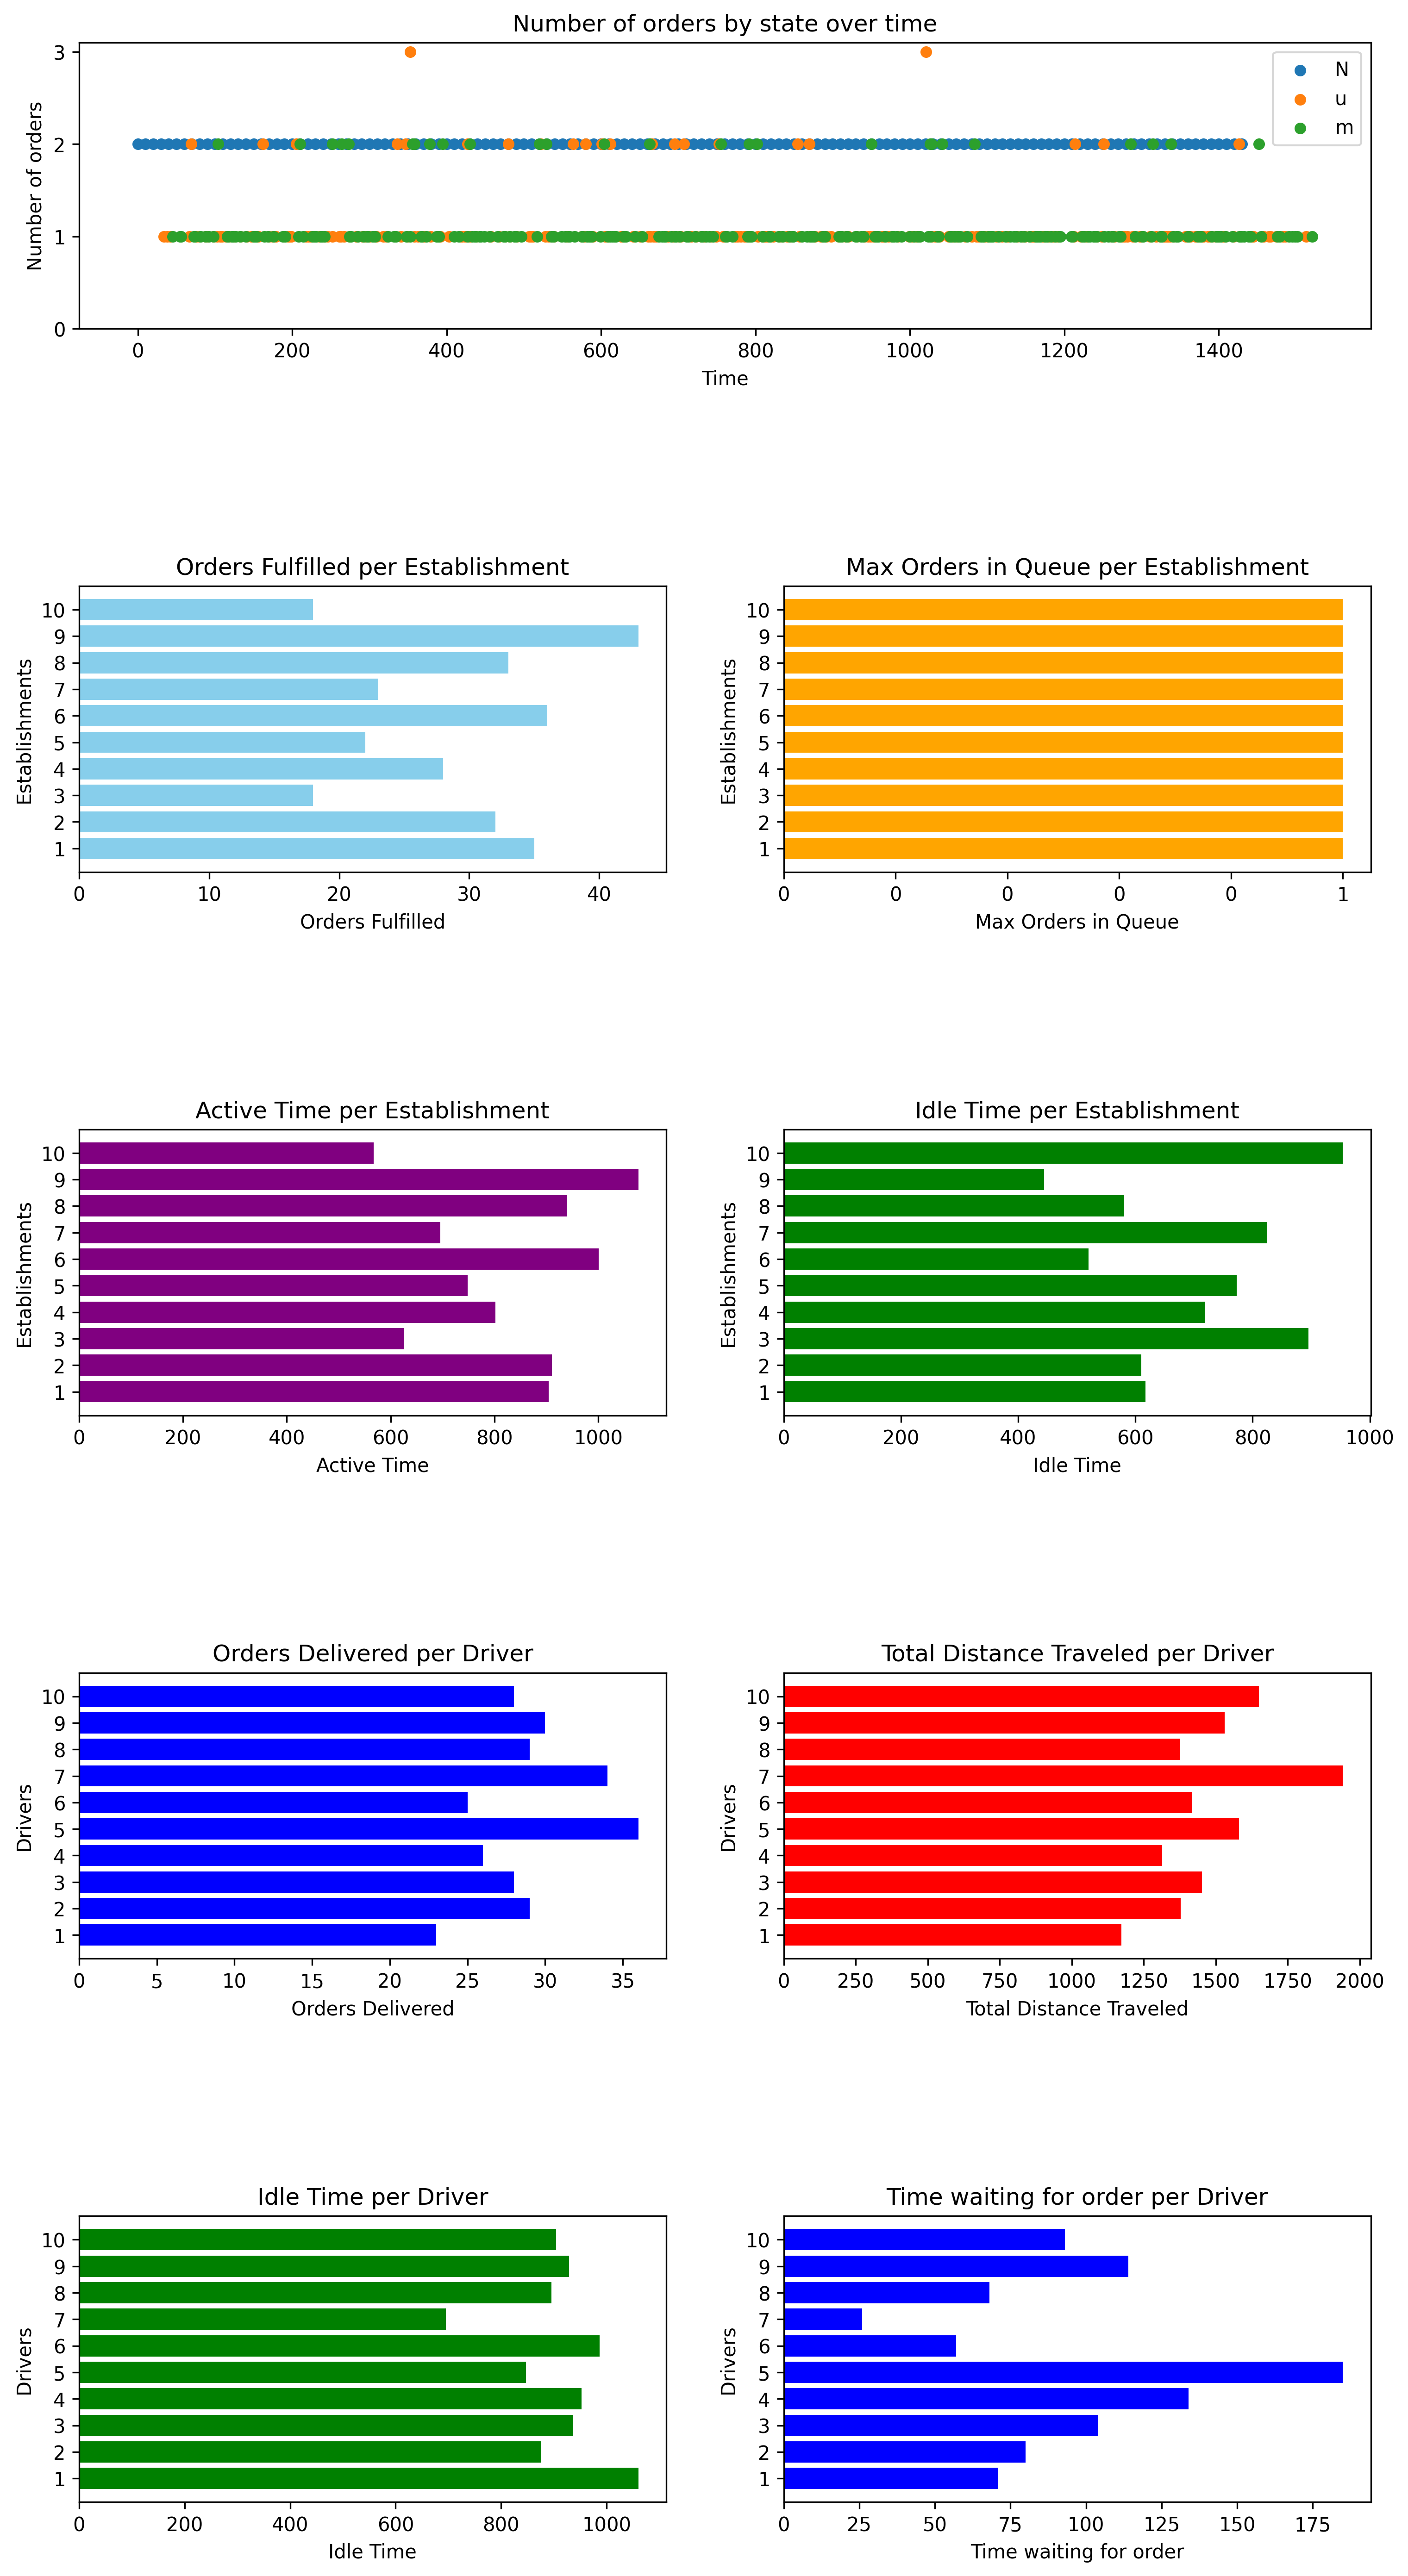 Number of orders by state over time
Number of orders
3
2
1
0
N
u
m
0 200 400 600 800 1000 1200 1400
Time
Orders Fulfilled per Establishment
Establishments
10
9
8
7
6
5
4
3
2
1
0 10 20 30 40
Orders Fulfilled
Max Orders in Queue per Establishment
Establishments
10
9
8
7
6
5
4
3
2
1
0 0 0 0 0 1
Max Orders in Queue
Active Time per Establishment
Establishments
10
9
8
7
6
5
4
3
2
1
0 200 400 600 800 1000
Active Time
Idle Time per Establishment
Establishments
10
9
8
7
6
5
4
3
2
1
0 200 400 600 800 1000
Idle Time
Orders Delivered per Driver
Drivers
10
9
8
7
6
5
4
3
2
1
0 5 10 15 20 25 30 35
Orders Delivered
Total Distance Traveled per Driver
Drivers
10
9
8
7
6
5
4
3
2
1
0 250 500 750 1000 1250 1500 1750 2000
Total Distance Traveled
Idle Time per Driver
Drivers
10
9
8
7
6
5
4
3
2
1
0 200 400 600 800 1000
Idle Time
Time waiting for order per Driver
Drivers
10
9
8
7
6
5
4
3
2
1
0 25 50 75 100 125 150 175
Time waiting for order